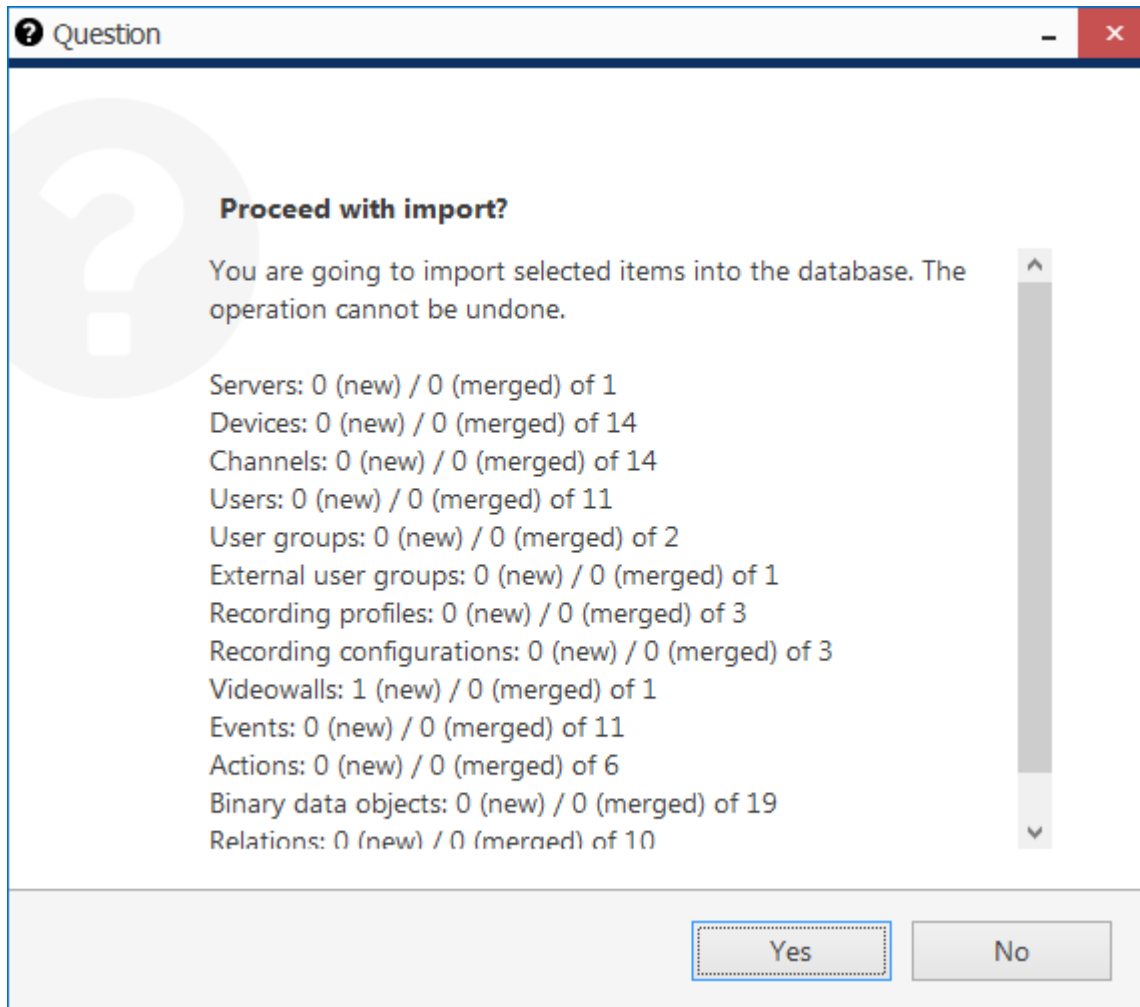 Question
Proceed with import?
You are going to import selected items into the database. The
operation cannot be undone.
Servers: 0 (new) / 0 (merged) of 1
Devices: 0 (new) / 0 (merged) of 14
Channels: 0 (new) / 0 (merged) of 14
Users: 0 (new) / 0 (merged) of 11
User groups: 0 (new) / 0 (merged) of 2
External user groups: 0 (new) / 0 (merged) of 1
Recording profiles: 0 (new) / 0 (merged) of 3
Recording configurations: 0 (new) / 0 (merged) of 3
Videowalls: 1 (new) / 0 (merged) of 1
Events: 0 (new) / 0 (merged) of 11
Actions: 0 (new) / 0 (merged) of 6
Binary data objects: 0 (new) / 0 (merged) of 19
Relations: 0 (new) / 0 (merged) of 10
Yes
No